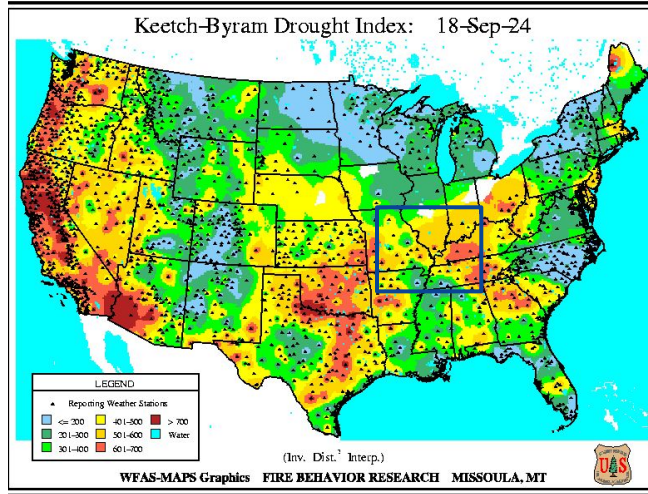 Keetch-Byram Drought Index: 18-Sep-24
LEGEND
Reporting Weather Stations
<= 200 401-500 > 700
201-300 501-600 Water
301-400 601-700
(Inv. Dist.² Interp.)
WFAS-MAPS Graphics FIRE BEHAVIOR RESEARCH MISSOULA, MT
U S